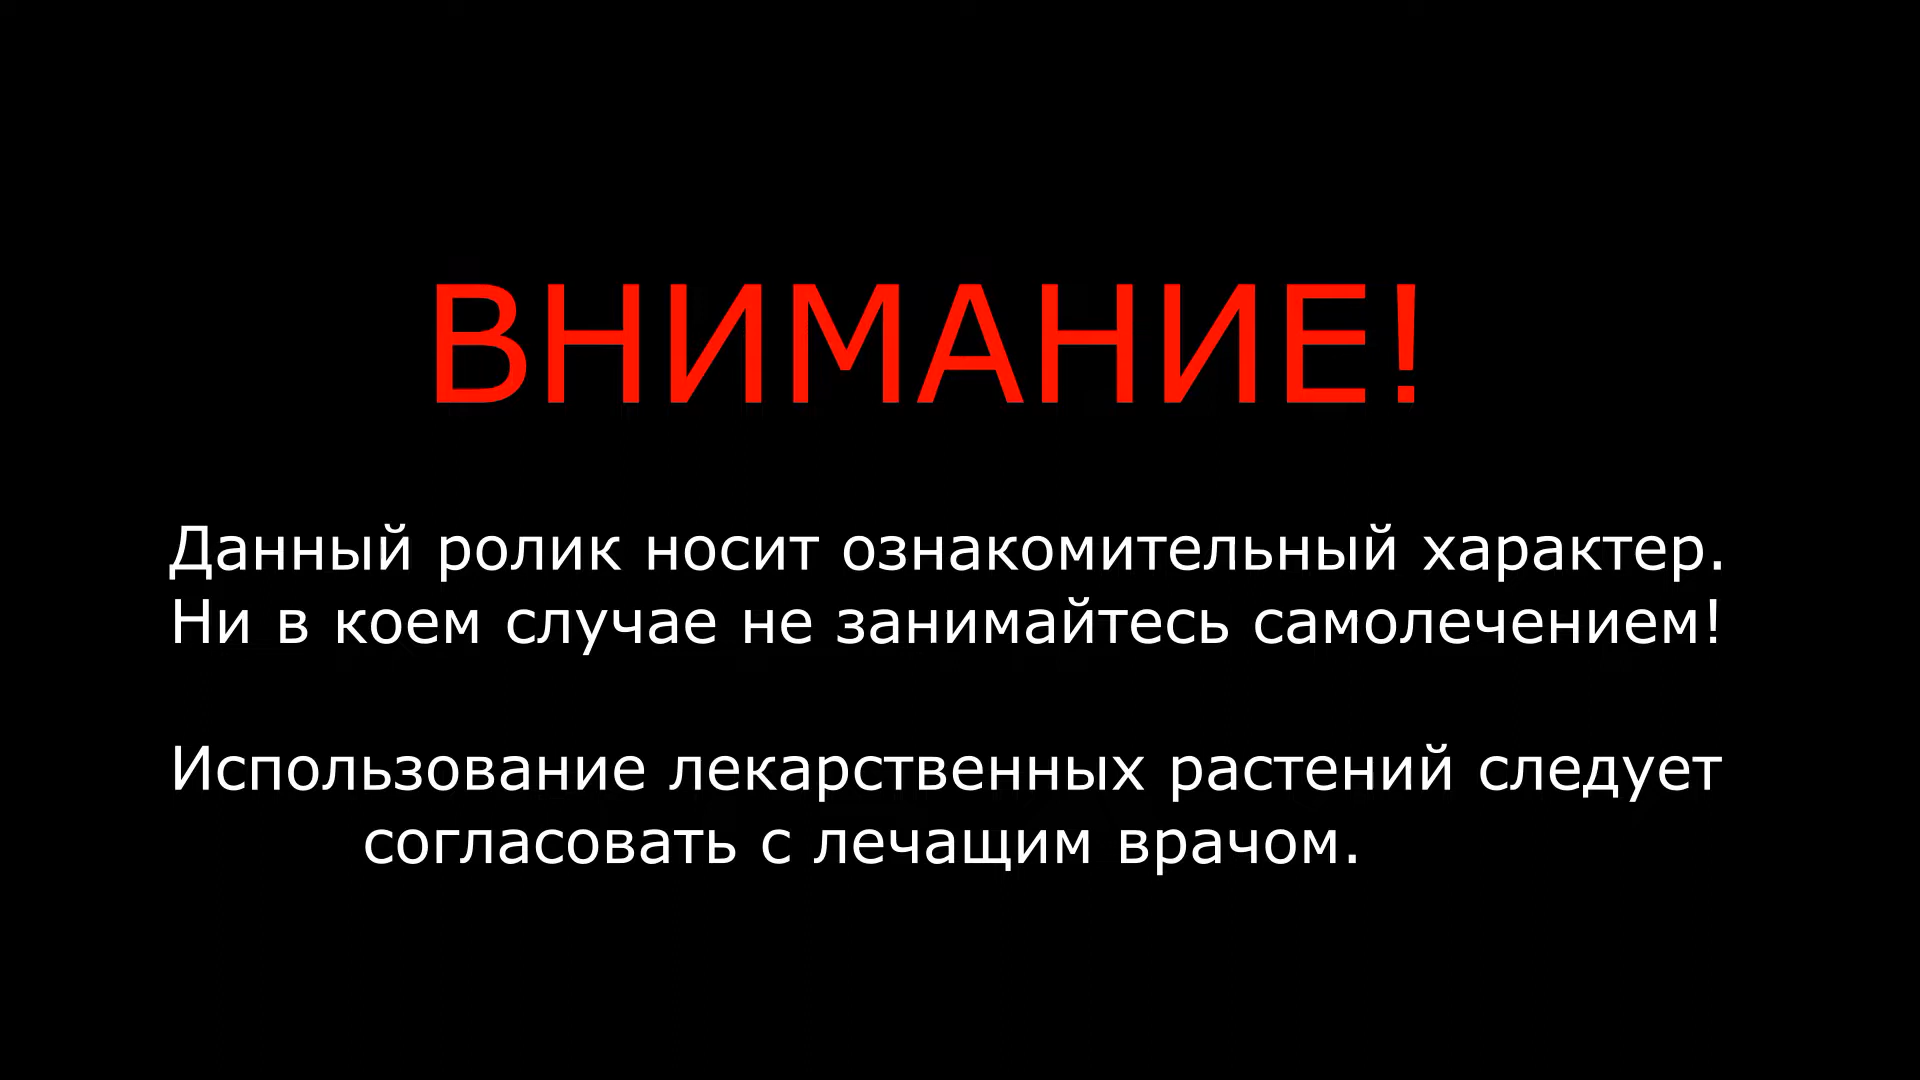 ВНИМАНИЕ!
Данный ролик носит ознакомительный характер.
Ни в коем случае не занимайтесь самолечением!
Использование лекарственных растений следует
согласовать с лечащим врачом.